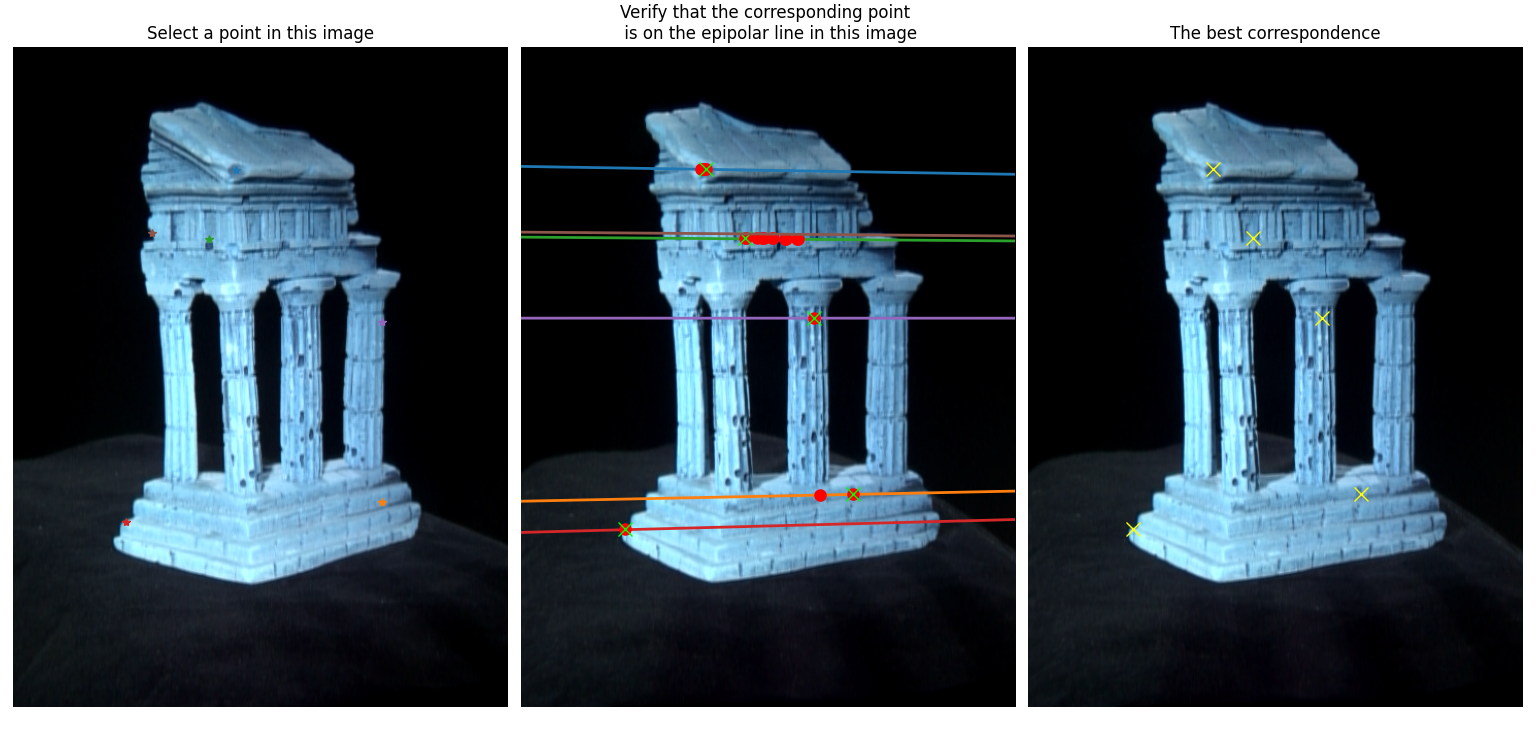 Select a point in this image
Verify that the corresponding point
is on the epipolar line in this image
The best correspondence